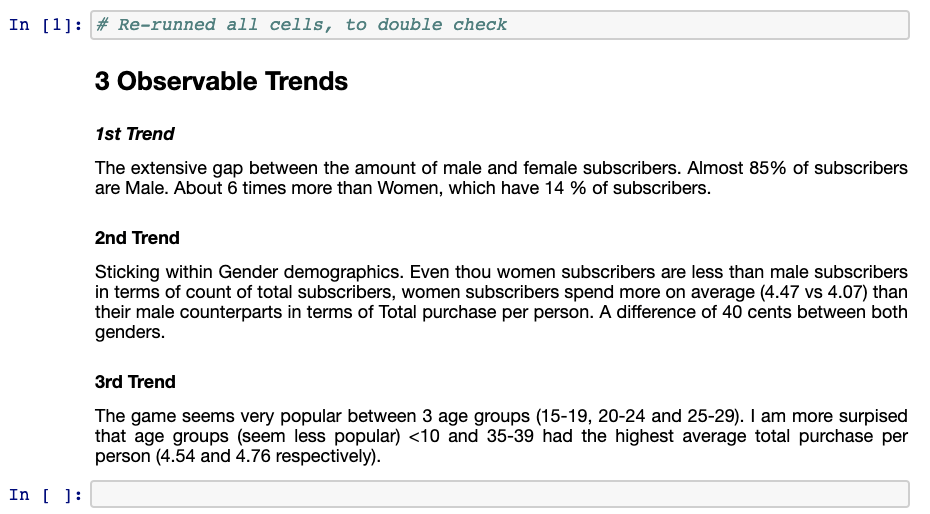 In [1]: # Re-runned all cells, to double check
3 Observable Trends
1st Trend
The extensive gap between the amount of male and female subscribers. Almost 85% of subscribers
are Male. About 6 times more than Women, which have 14 % of subscribers.
2nd Trend
Sticking within Gender demographics. Even thou women subscribers are less than male subscribers
in terms of count of total subscribers, women subscribers spend more on average (4.47 vs 4.07) than
their male counterparts in terms of Total purchase per person. A difference of 40 cents between both
genders.
3rd Trend
The game seems very popular between 3 age groups (15-19, 20-24 and 25-29). I am more surpised
that age groups (seem less popular) <10 and 35-39 had the highest average total purchase per
person (4.54 and 4.76 respectively).
In [ ]: